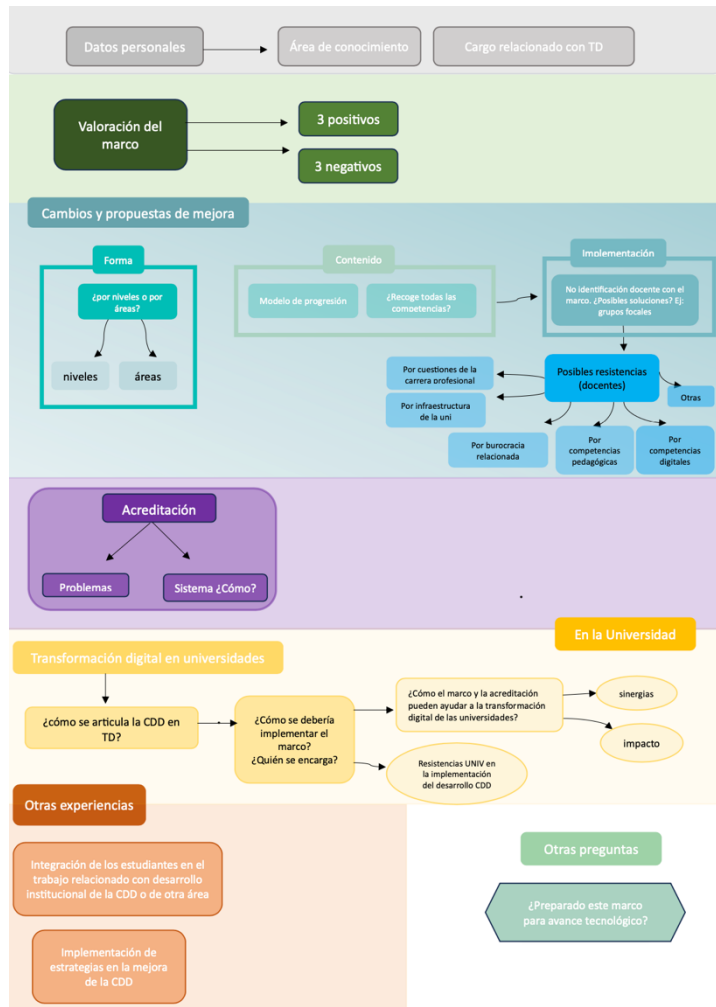 Datos personales
Área de conocimiento
Cargo relacionado con TD
Valoración del
marco
3 positivos
3 negativos
Cambios y propuestas de mejora
Forma
¿por niveles o por
áreas?
niveles
áreas
Contenido
Modelo de progresión
¿Recoge todas las
competencias?
Implementación
No identificación docente con el
marco. ¿Posibles soluciones? Ej:
grupos focales
Posibles resistencias
(docentes)
Por cuestiones de la
carrera profesional
Por infraestructura
de la uni
Por burocracia
relacionada
Por
competencias
pedagógicas
Por
competencias
digitales
Otras
Acreditación
Problemas
Sistema ¿Cómo?
En la Universidad
Transformación digital en universidades
¿cómo se articula la CDD en
TD?
¿Cómo se debería
implementar el
marco?
¿Quién se encarga?
¿Cómo el marco y la acreditación
pueden ayudar a la transformación
digital de las universidades?
sinergias
impacto
Resistencias UNIV en
la implementación
del desarrollo CDD
Otras experiencias
Integración de los estudiantes en el
trabajo relacionado con desarrollo
institucional de la CDD o de otra área
Implementación de
estrategias en la mejora
de la CDD
Otras preguntas
¿Preparado este marco
para avance tecnológico?